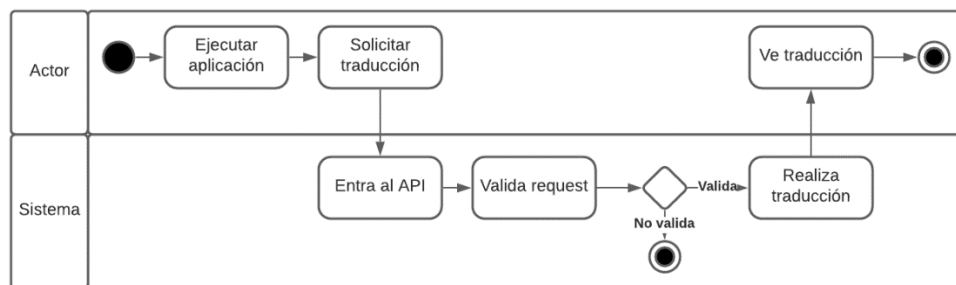 Actor
Ejecutar
aplicación
Solicitar
traducción
Ve traducción
Sistema
Entra al API
Valida request
Valida
No valida
Realiza
traducción